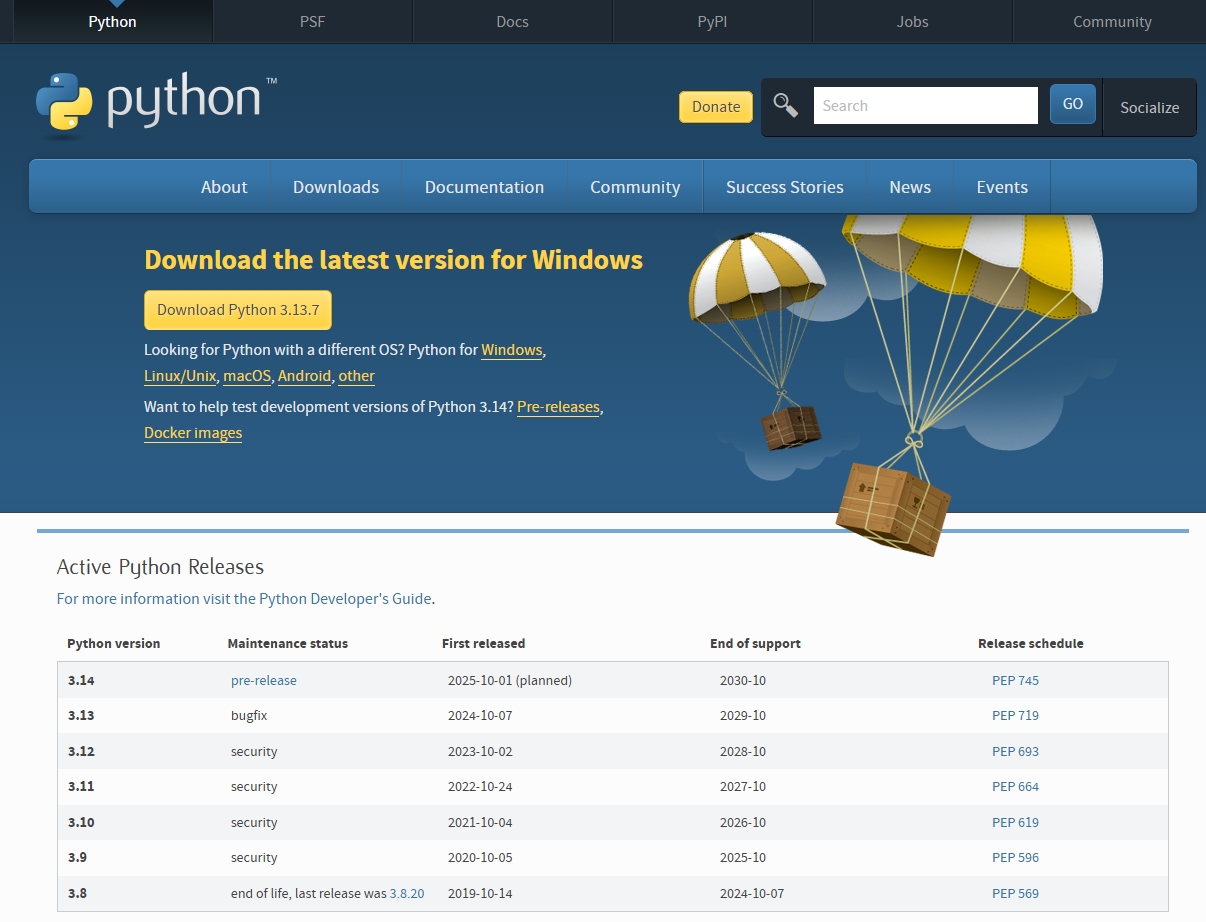 Python PSF Docs PyPI Jobs Community
python™
Donate Search GO Socialize
About Downloads Documentation Community Success Stories News Events
Download the latest version for Windows
Download Python 3.13.7
Looking for Python with a different OS? Python for Windows,
Linux/Unix, macOS, Android, other
Want to help test development versions of Python 3.14? Pre-releases,
Docker images
Active Python Releases
For more information visit the Python Developer's Guide.
Python version Maintenance status First released End of support Release schedule
3.14 pre-release 2025-10-01 (planned) 2030-10 PEP 745
3.13 bugfix 2024-10-07 2029-10 PEP 719
3.12 security 2023-10-02 2028-10 PEP 693
3.11 security 2022-10-24 2027-10 PEP 664
3.10 security 2021-10-04 2026-10 PEP 619
3.9 security 2020-10-05 2025-10 PEP 596
3.8 end of life, last release was 3.8.20 2019-10-14 2024-10-07 PEP 569